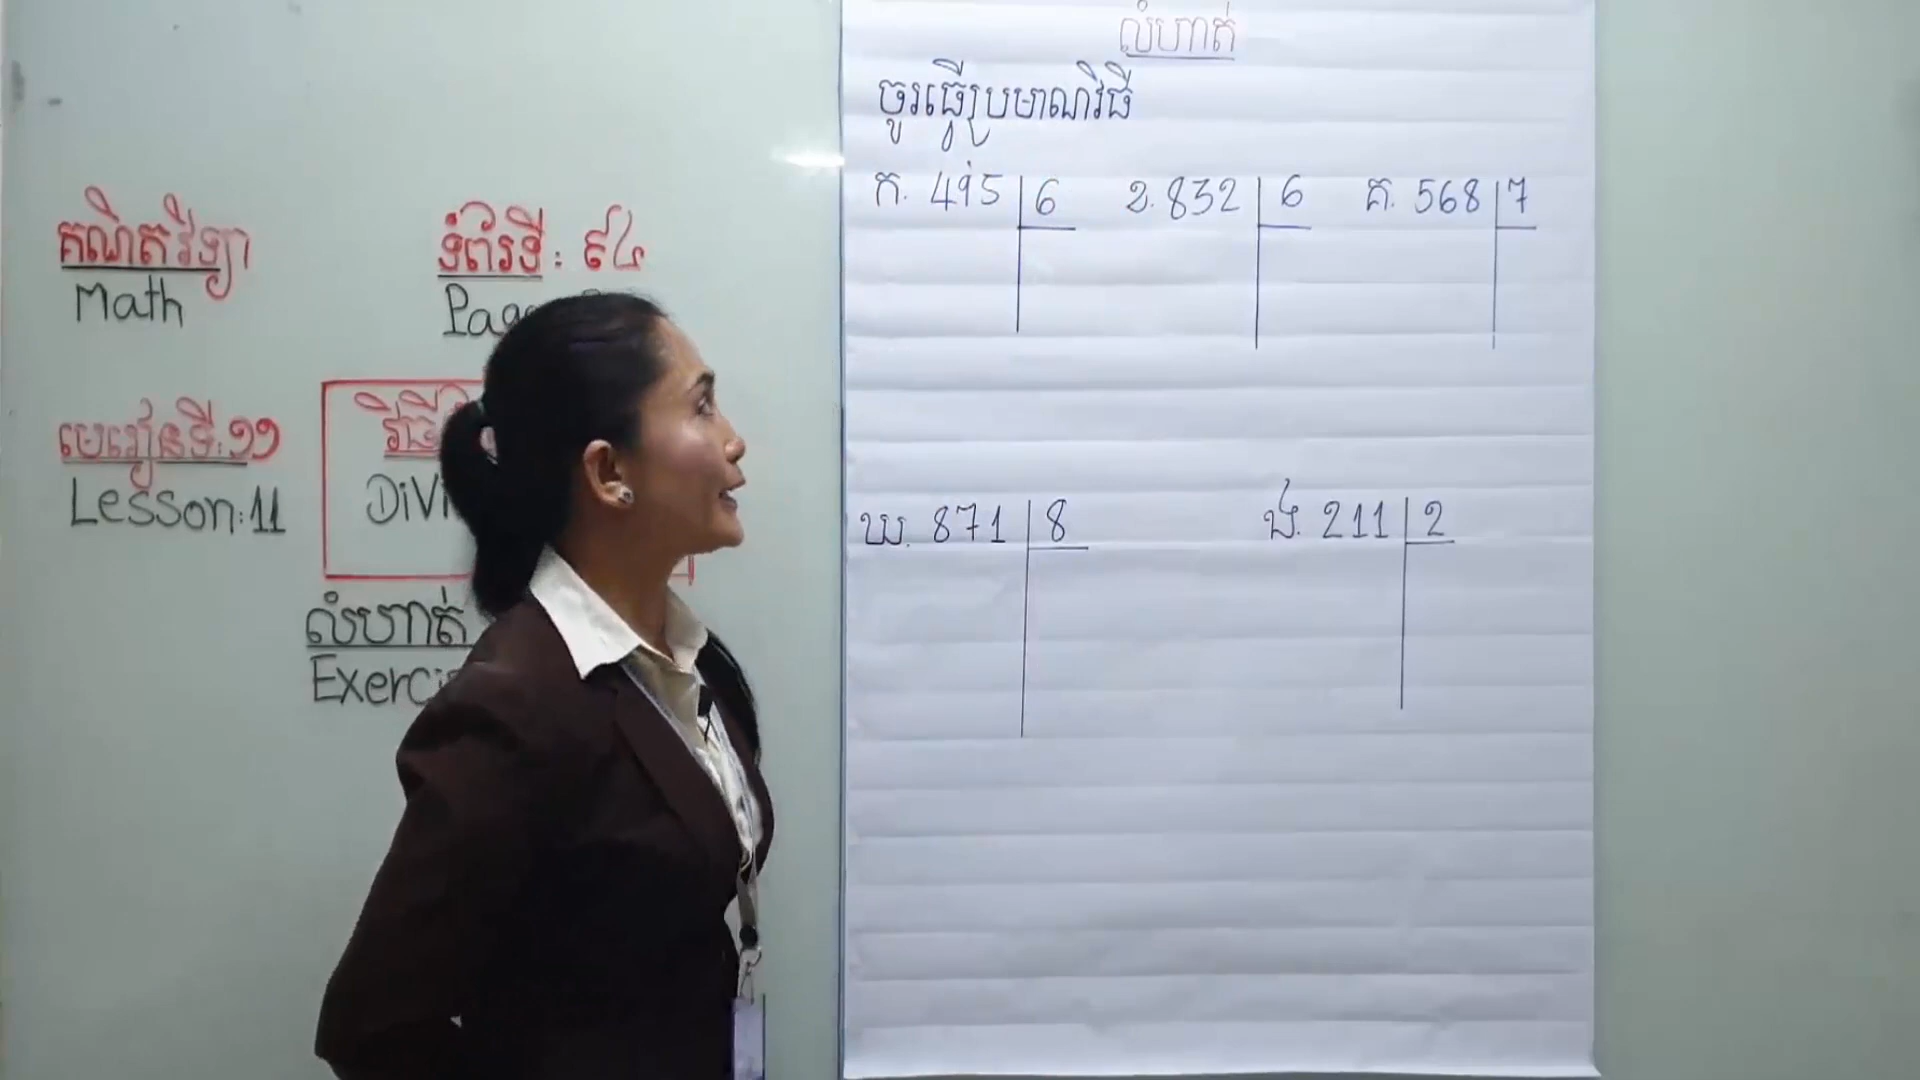 គណិតវិទ្យា
Math
ទំព័រទី : ៩៤
មេរៀនទី:១១
Lesson:11
លំហាត់
លំហាត់
ចូរធ្វើប្រមាណវិធី
ក. 495 6
ខ. 832 6
គ. 568 7
ឃ. 871 8
ង. 211 2